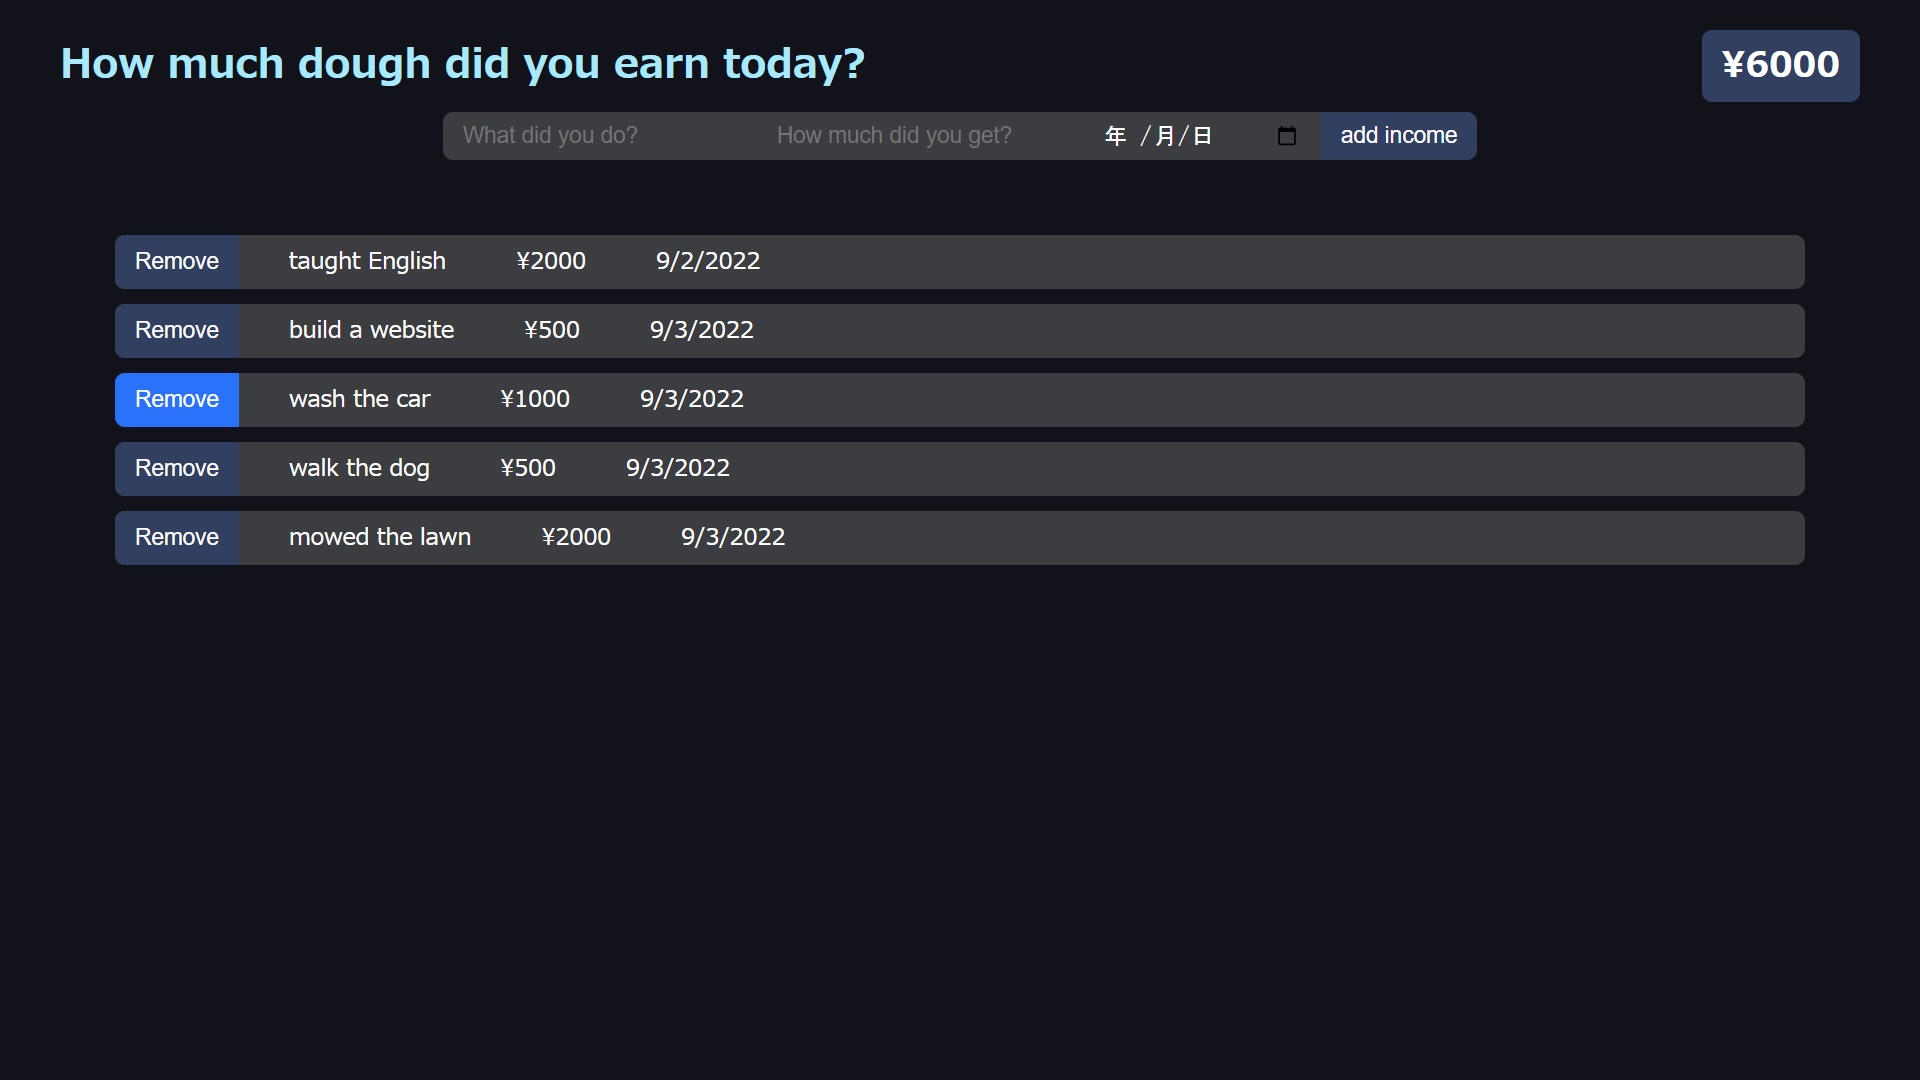 How much dough did you earn today?
¥6000
What did you do? How much did you get? 年 /月/日 add income
Remove taught English ¥2000 9/2/2022
Remove build a website ¥500 9/3/2022
Remove wash the car ¥1000 9/3/2022
Remove walk the dog ¥500 9/3/2022
Remove mowed the lawn ¥2000 9/3/2022